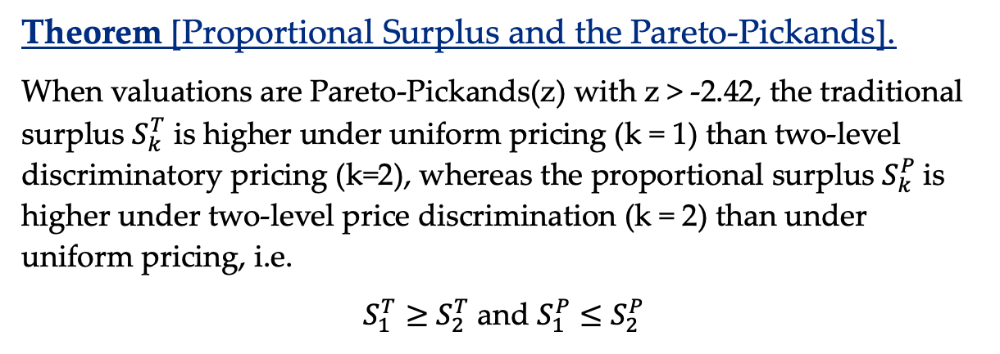 Theorem [Proportional Surplus and the Pareto-Pickands].
When valuations are Pareto-Pickands(z) with z > -2.42, the traditional
surplus $S_k^T$ is higher under uniform pricing (k = 1) than two-level
discriminatory pricing (k=2), whereas the proportional surplus $S_k^P$ is
higher under two-level price discrimination (k = 2) than under
uniform pricing, i.e.
$S_1^T \geq S_2^T$ and $S_1^P \leq S_2^P$